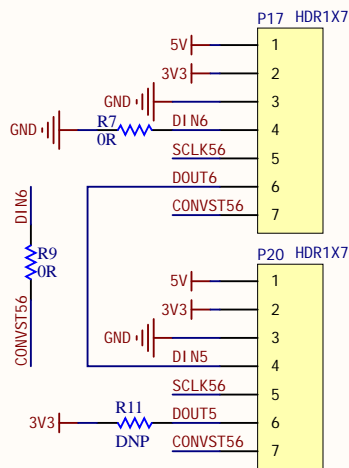 P17 HDR1X7
5V 1
3V3 2
GND 3
GND R7 0R DIN6 4
SCLK56 5
DOUT6 6
CONVST56 7
DIN6
R9
0R
CONVST56
P20 HDR1X7
5V 1
3V3 2
GND 3
DIN5 4
SCLK56 5
3V3 R11 DNP DOUT5 6
CONVST56 7